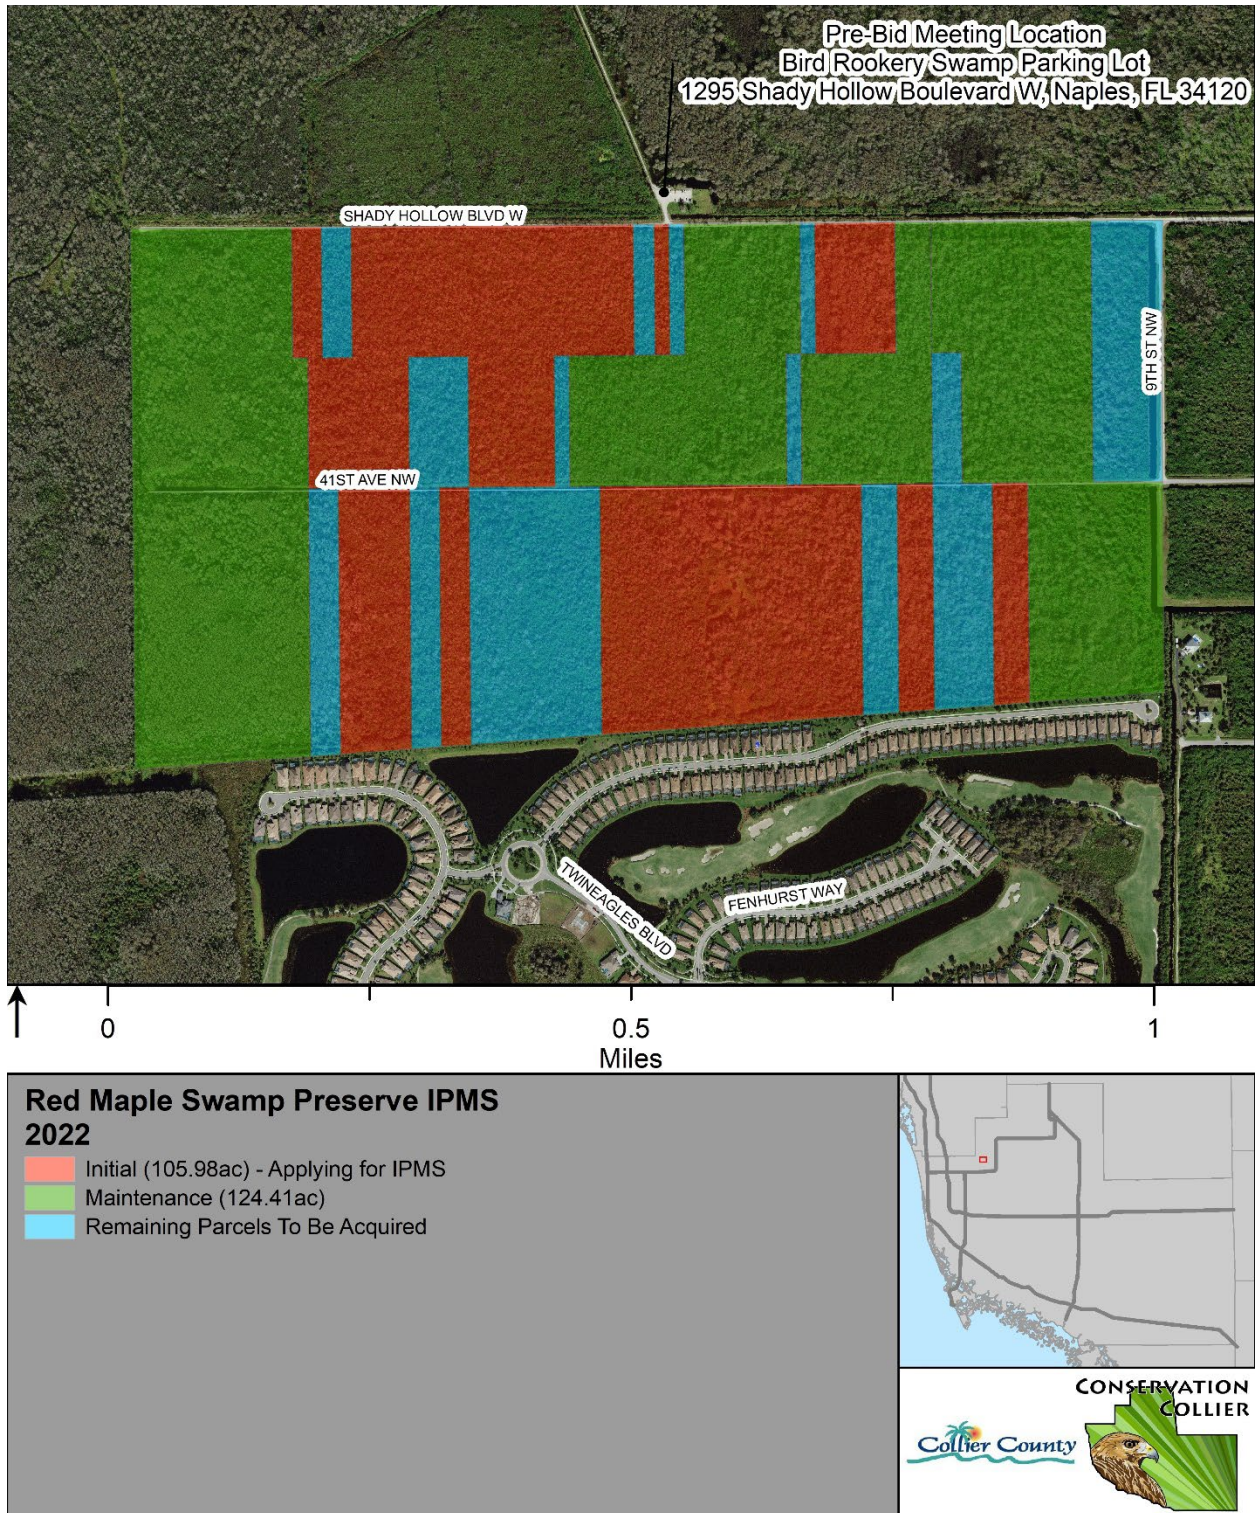 Pre-Bid Meeting Location
Bird Rookery Swamp Parking Lot
1295 Shady Hollow Boulevard W, Naples, FL 34120
SHADY HOLLOW BLVD W
9TH ST NW
41ST AVE NW
TWINEAGLES BLVD
FENHURST WAY
0 0.5 1
Miles
Red Maple Swamp Preserve IPMS
2022
Initial (105.98ac) - Applying for IPMS
Maintenance (124.41ac)
Remaining Parcels To Be Acquired
CONSERVATION
COLLIER
Collier County